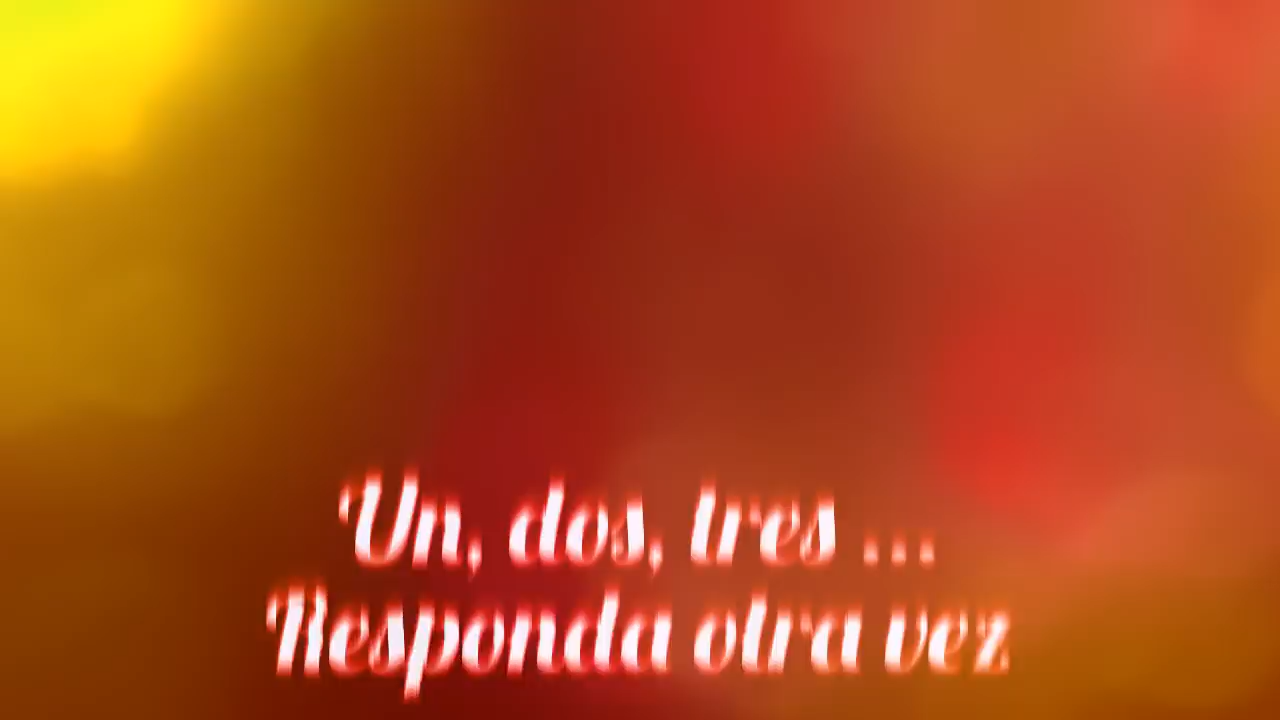 Un, dos, tres ...
Responda otra vez